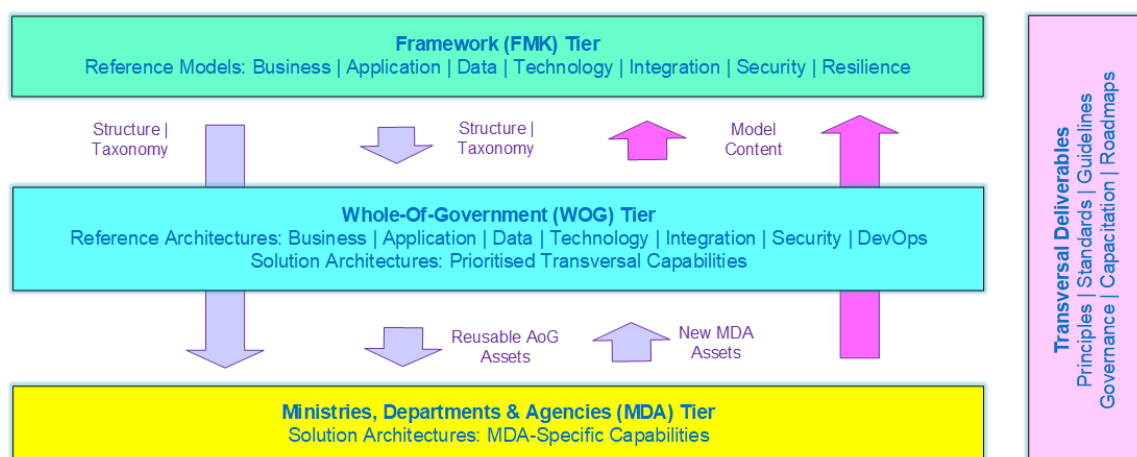 Framework (FMK) Tier
Reference Models: Business | Application | Data | Technology | Integration | Security | Resilience
Structure |
Taxonomy
Structure |
Taxonomy
Model
Content
Whole-Of-Government (WOG) Tier
Reference Architectures: Business | Application | Data | Technology | Integration | Security | DevOps
Solution Architectures: Prioritised Transversal Capabilities
Reusable AoG
Assets
New MDA
Assets
Ministries, Departments & Agencies (MDA) Tier
Solution Architectures: MDA-Specific Capabilities
Transversal Deliverables
Principles | Standards | Guidelines
Governance | Capacitation | Roadmaps